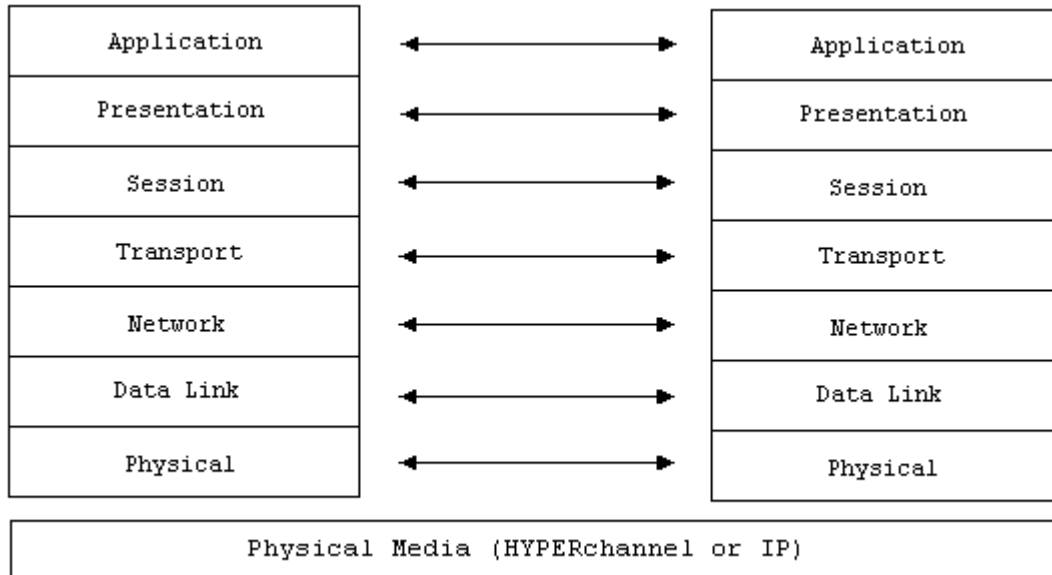 Application
Application
Presentation
Presentation
Session
Session
Transport
Transport
Network
Network
Data Link
Data Link
Physical
Physical
Physical Media (HYPERchannel or IP)